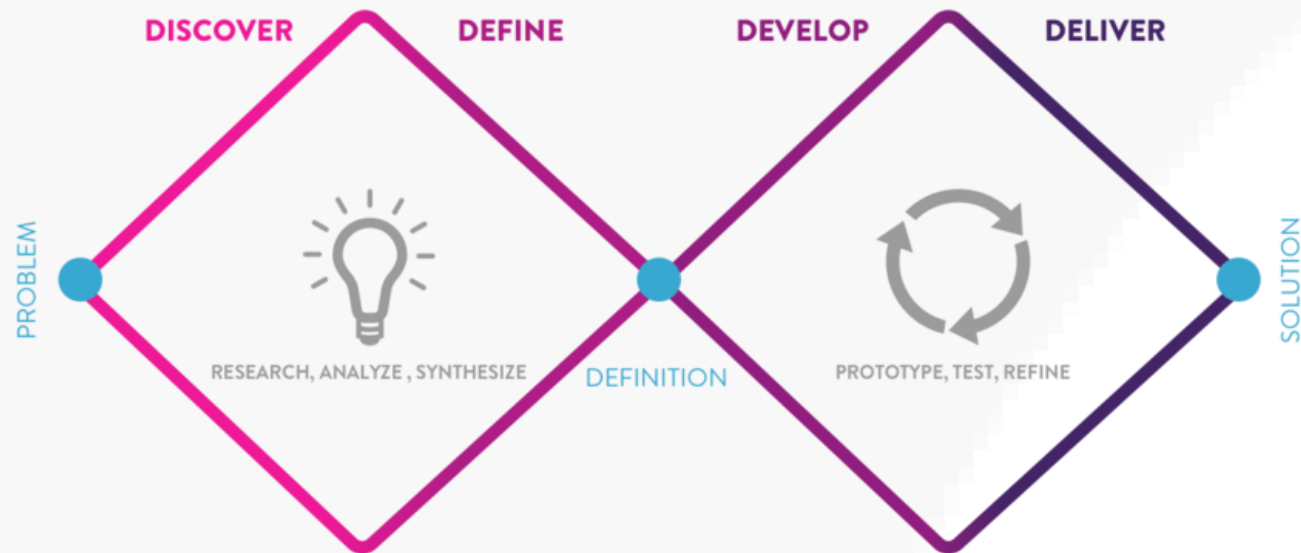 DISCOVER
DEFINE
DEVELOP
DELIVER
PROBLEM
RESEARCH, ANALYZE , SYNTHESIZE
DEFINITION
PROTOTYPE, TEST, REFINE
SOLUTION